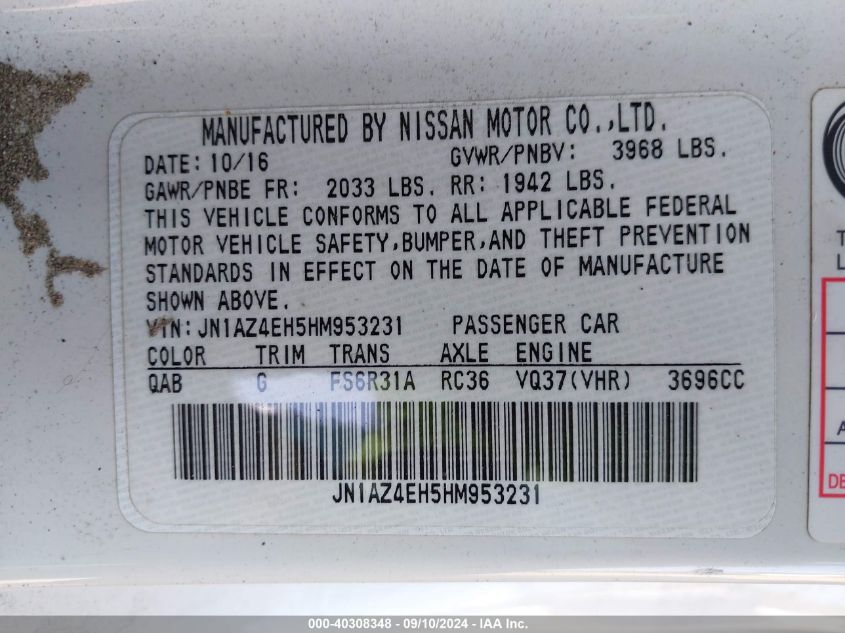 MANUFACTURED BY NISSAN MOTOR CO.,LTD.
DATE: 10/16 GVWR/PNBV: 3968 LBS.
GAWR/PNBE FR: 2033 LBS. RR: 1942 LBS.
THIS VEHICLE CONFORMS TO ALL APPLICABLE FEDERAL
MOTOR VEHICLE SAFETY,BUMPER,AND THEFT PREVENTION
STANDARDS IN EFFECT ON THE DATE OF MANUFACTURE
SHOWN ABOVE.
VIN:JN1AZ4EH5HM953231 PASSENGER CAR
COLOR TRIM TRANS AXLE ENGINE
QAB G FS6R31A RC36 VQ37(VHR) 3696CC
JN1AZ4EH5HM953231
T
L
A
DE
000-40308348 - 09/10/2024 - IAA Inc.